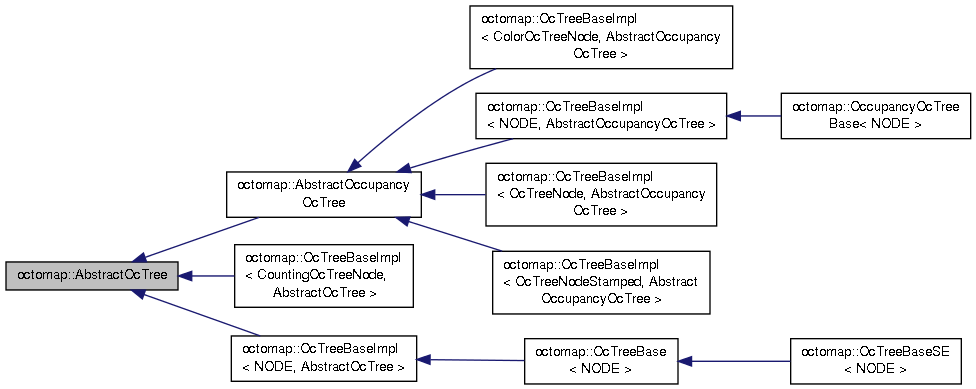 octomap::OcTreeBaseImpl
< ColorOcTreeNode, AbstractOccupancy
OcTree >
octomap::OcTreeBaseImpl
< NODE, AbstractOccupancyOcTree >
octomap::OccupancyOcTree
Base< NODE >
octomap::OcTreeBaseImpl
< OcTreeNode, AbstractOccupancy
OcTree >
octomap::AbstractOccupancy
OcTree
octomap::AbstractOcTree
octomap::OcTreeBaseImpl
< CountingOcTreeNode,
AbstractOcTree >
octomap::OcTreeBaseImpl
< OcTreeNodeStamped, Abstract
OccupancyOcTree >
octomap::OcTreeBaseImpl
< NODE, AbstractOcTree >
octomap::OcTreeBase
< NODE >
octomap::OcTreeBaseSE
< NODE >